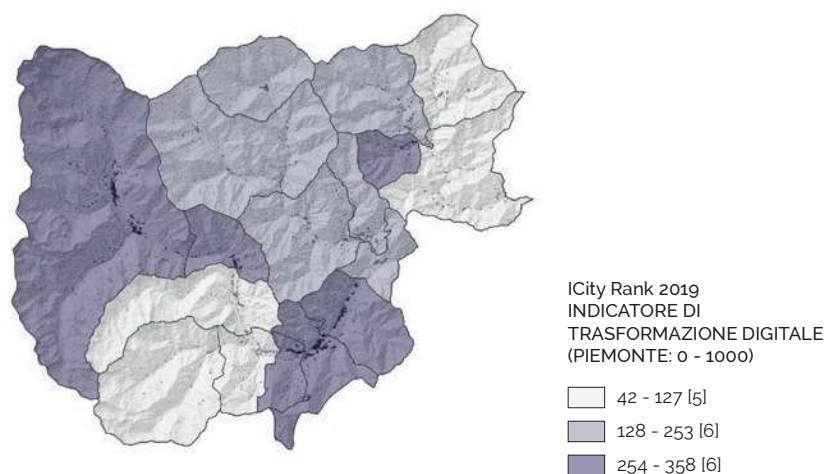 ICity Rank 2019
INDICATORE DI
TRASFORMAZIONE DIGITALE
(PIEMONTE: 0 - 1000)
42 - 127 [5]
128 - 253 [6]
254 - 358 [6]